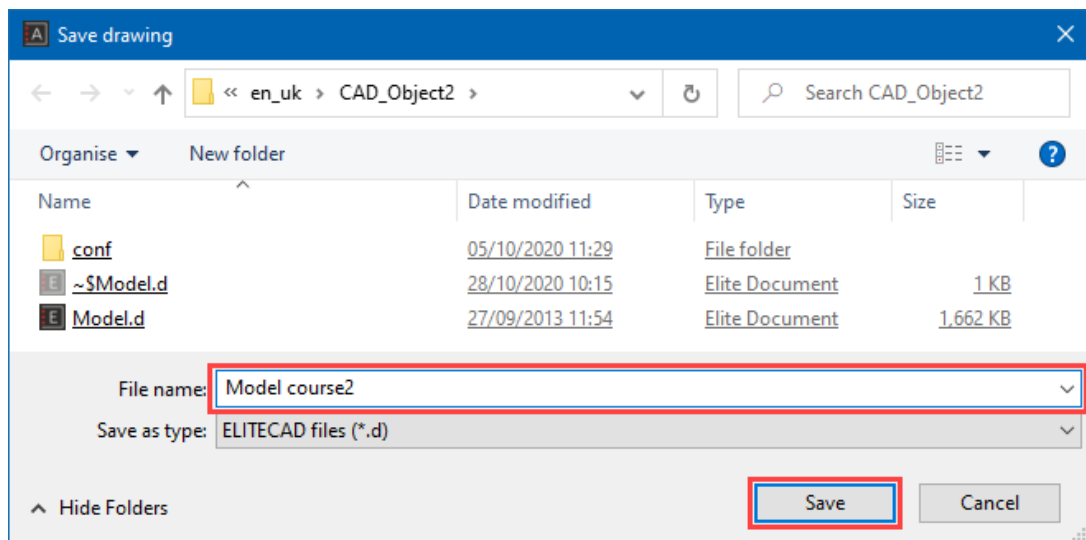 Save drawing
« en_uk › CAD_Object2 › Search CAD_Object2
Organise New folder ?
Name Date modified Type Size
conf 05/10/2020 11:29 File folder
E ~$Model.d 28/10/2020 10:15 Elite Document 1 KB
E Model.d 27/09/2013 11:54 Elite Document 1,662 KB
File name: Model course2
Save as type: ELITECAD files (*.d)
Hide Folders Save Cancel